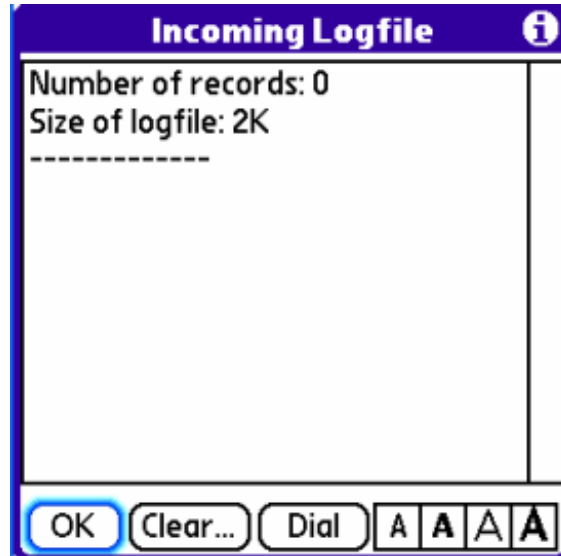 Incoming Logfile i
Number of records: 0
Size of logfile: 2K
-------------
OK Clear... Dial A A A A